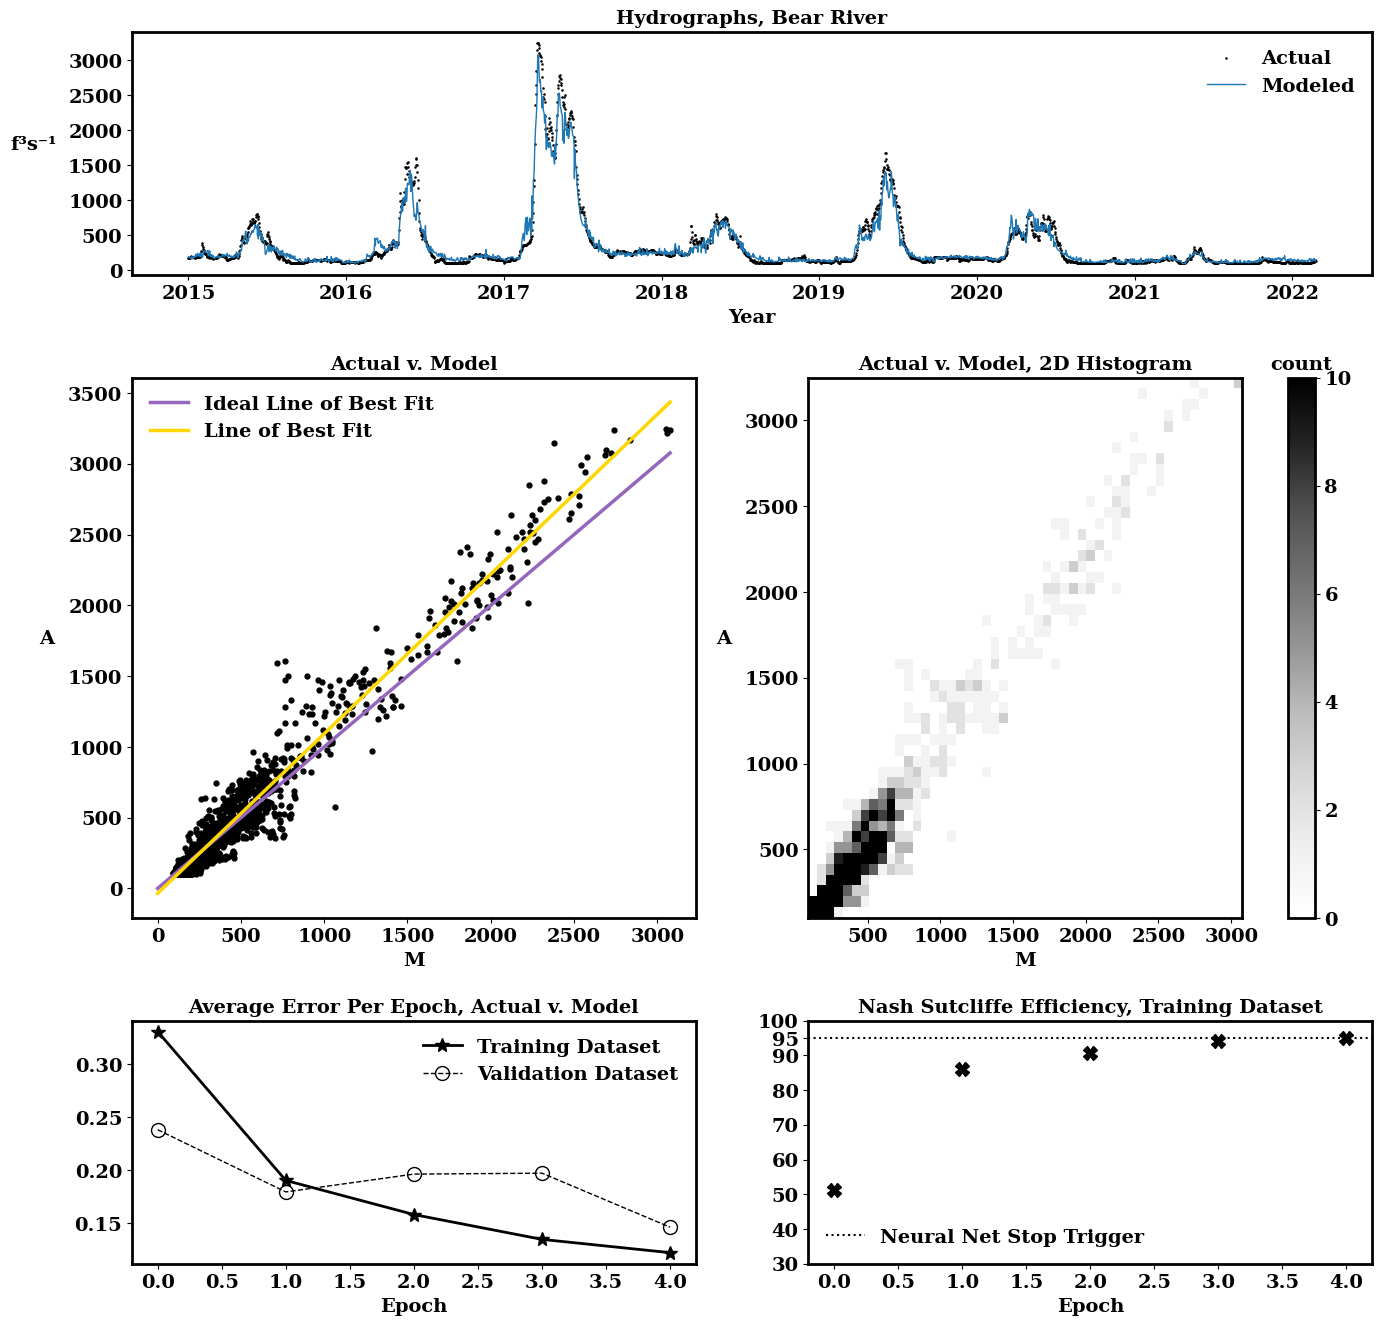 Hydrographs, Bear River
3000
2500
2000
1500
1000
500
0
f³s⁻¹
Actual
Modeled
2015 2016 2017 2018 2019 2020 2021 2022
Year
Actual v. Model
3500
3000
2500
2000
1500
1000
500
0
A
Ideal Line of Best Fit
Line of Best Fit
0 500 1000 1500 2000 2500 3000
M
Actual v. Model, 2D Histogram
3000
2500
2000
1500
1000
500
A
500 1000 1500 2000 2500 3000
M
count
10
8
6
4
2
0
Average Error Per Epoch, Actual v. Model
0.30
0.25
0.20
0.15
Training Dataset
Validation Dataset
0.0 0.5 1.0 1.5 2.0 2.5 3.0 3.5 4.0
Epoch
Nash Sutcliffe Efficiency, Training Dataset
100
95
90
80
70
60
50
40
30
Neural Net Stop Trigger
0.0 0.5 1.0 1.5 2.0 2.5 3.0 3.5 4.0
Epoch